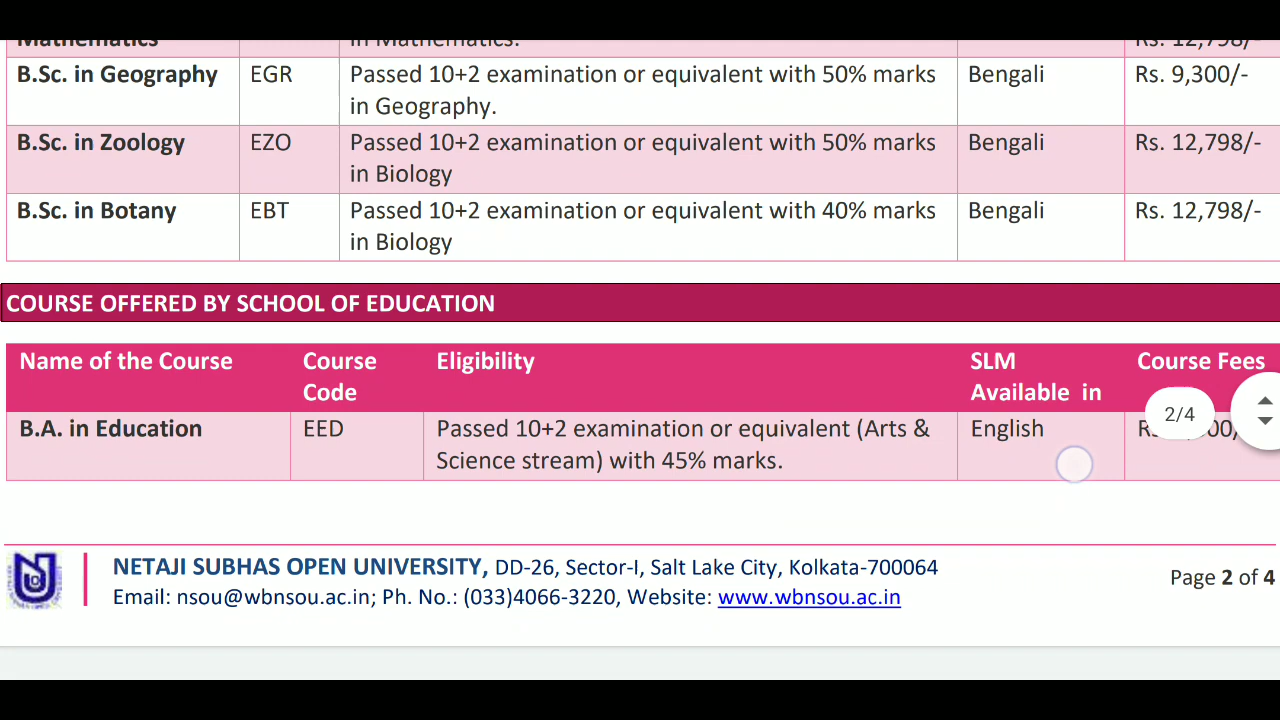 Mathematics in Mathematics. Rs. 12,798/-
B.Sc. in Geography EGR Passed 10+2 examination or equivalent with 50% marks Bengali Rs. 9,300/-
in Geography.
B.Sc. in Zoology EZO Passed 10+2 examination or equivalent with 50% marks Bengali Rs. 12,798/-
in Biology
B.Sc. in Botany EBT Passed 10+2 examination or equivalent with 40% marks Bengali Rs. 12,798/-
in Biology
COURSE OFFERED BY SCHOOL OF EDUCATION
Name of the Course Course Eligibility SLM Course Fees
Code Available in
2/4
B.A. in Education EED Passed 10+2 examination or equivalent (Arts & English
Science stream) with 45% marks.
NETAJI SUBHAS OPEN UNIVERSITY, DD-26, Sector-I, Salt Lake City, Kolkata-700064
Email: nsou@wbnsou.ac.in; Ph. No.: (033)4066-3220, Website: www.wbnsou.ac.in
Page 2 of 4